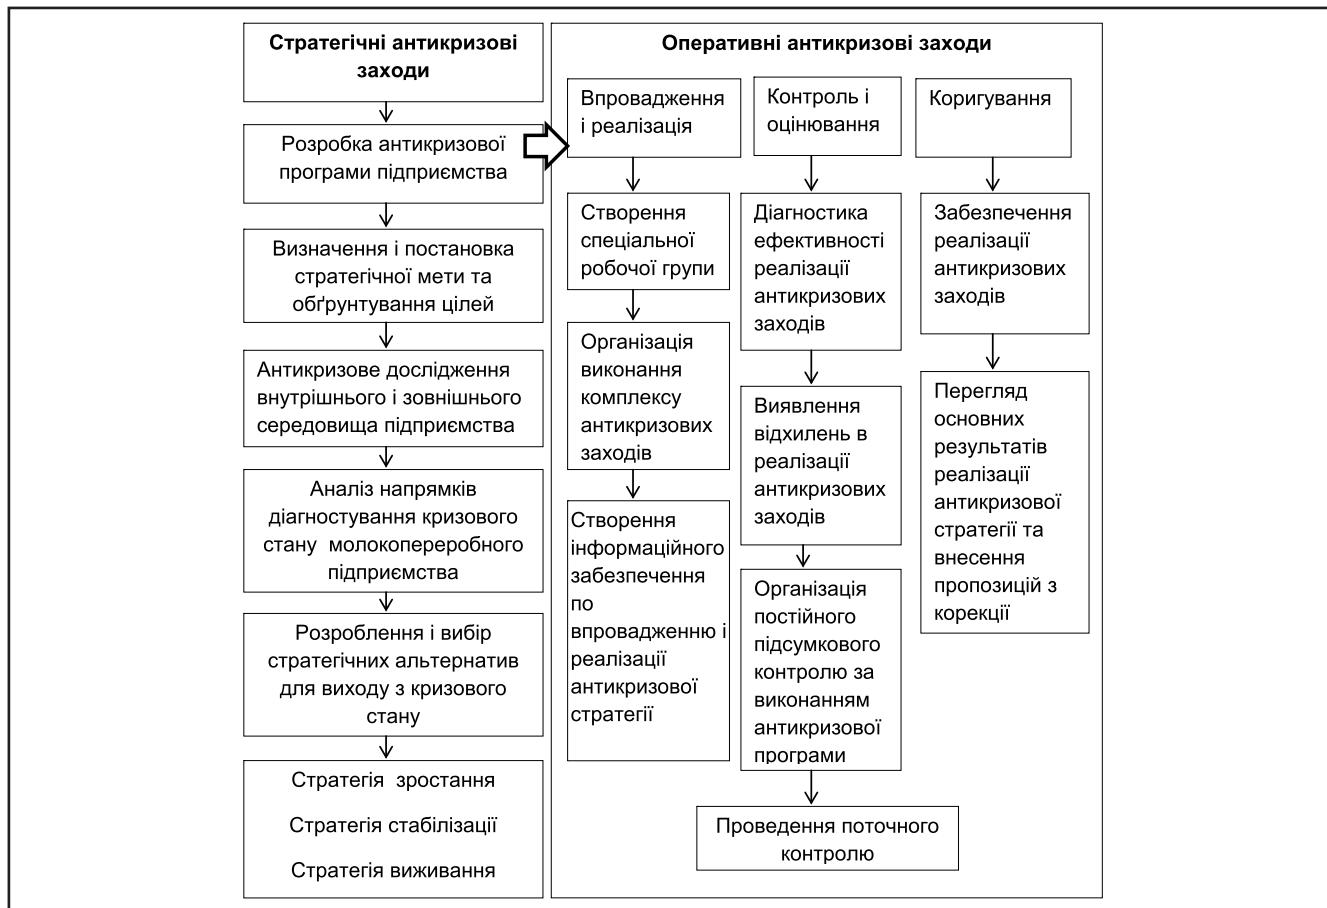 Стратегічні антикризові
заходи
Розробка антикризової
програми підприємства
Визначення і постановка
стратегічної мети та
обґрунтування цілей
Антикризове дослідження
внутрішнього і зовнішнього
середовища підприємства
Аналіз напрямків
діагностування кризового
стану молокопереробного
підприємства
Розроблення і вибір
стратегічних альтернатив
для виходу з кризового
стану
Стратегія зростання
Стратегія стабілізації
Стратегія виживання
Оперативні антикризові заходи
Впровадження
і реалізація
Створення
спеціальної
робочої групи
Організація
виконання
комплексу
антикризових
заходів
Створення
інформаційного
забезпечення
по
впровадженню і
реалізації
антикризової
стратегії
Контроль і
оцінювання
Діагностика
ефективності
реалізації
антикризових
заходів
Виявлення
відхилень в
реалізації
антикризових
заходів
Організація
постійного
підсумкового
контролю за
виконанням
антикризової
програми
Проведення поточного
контролю
Коригування
Забезпечення
реалізації
антикризових
заходів
Перегляд
основних
результатів
реалізації
антикризової
стратегії та
внесення
пропозицій з
корекції